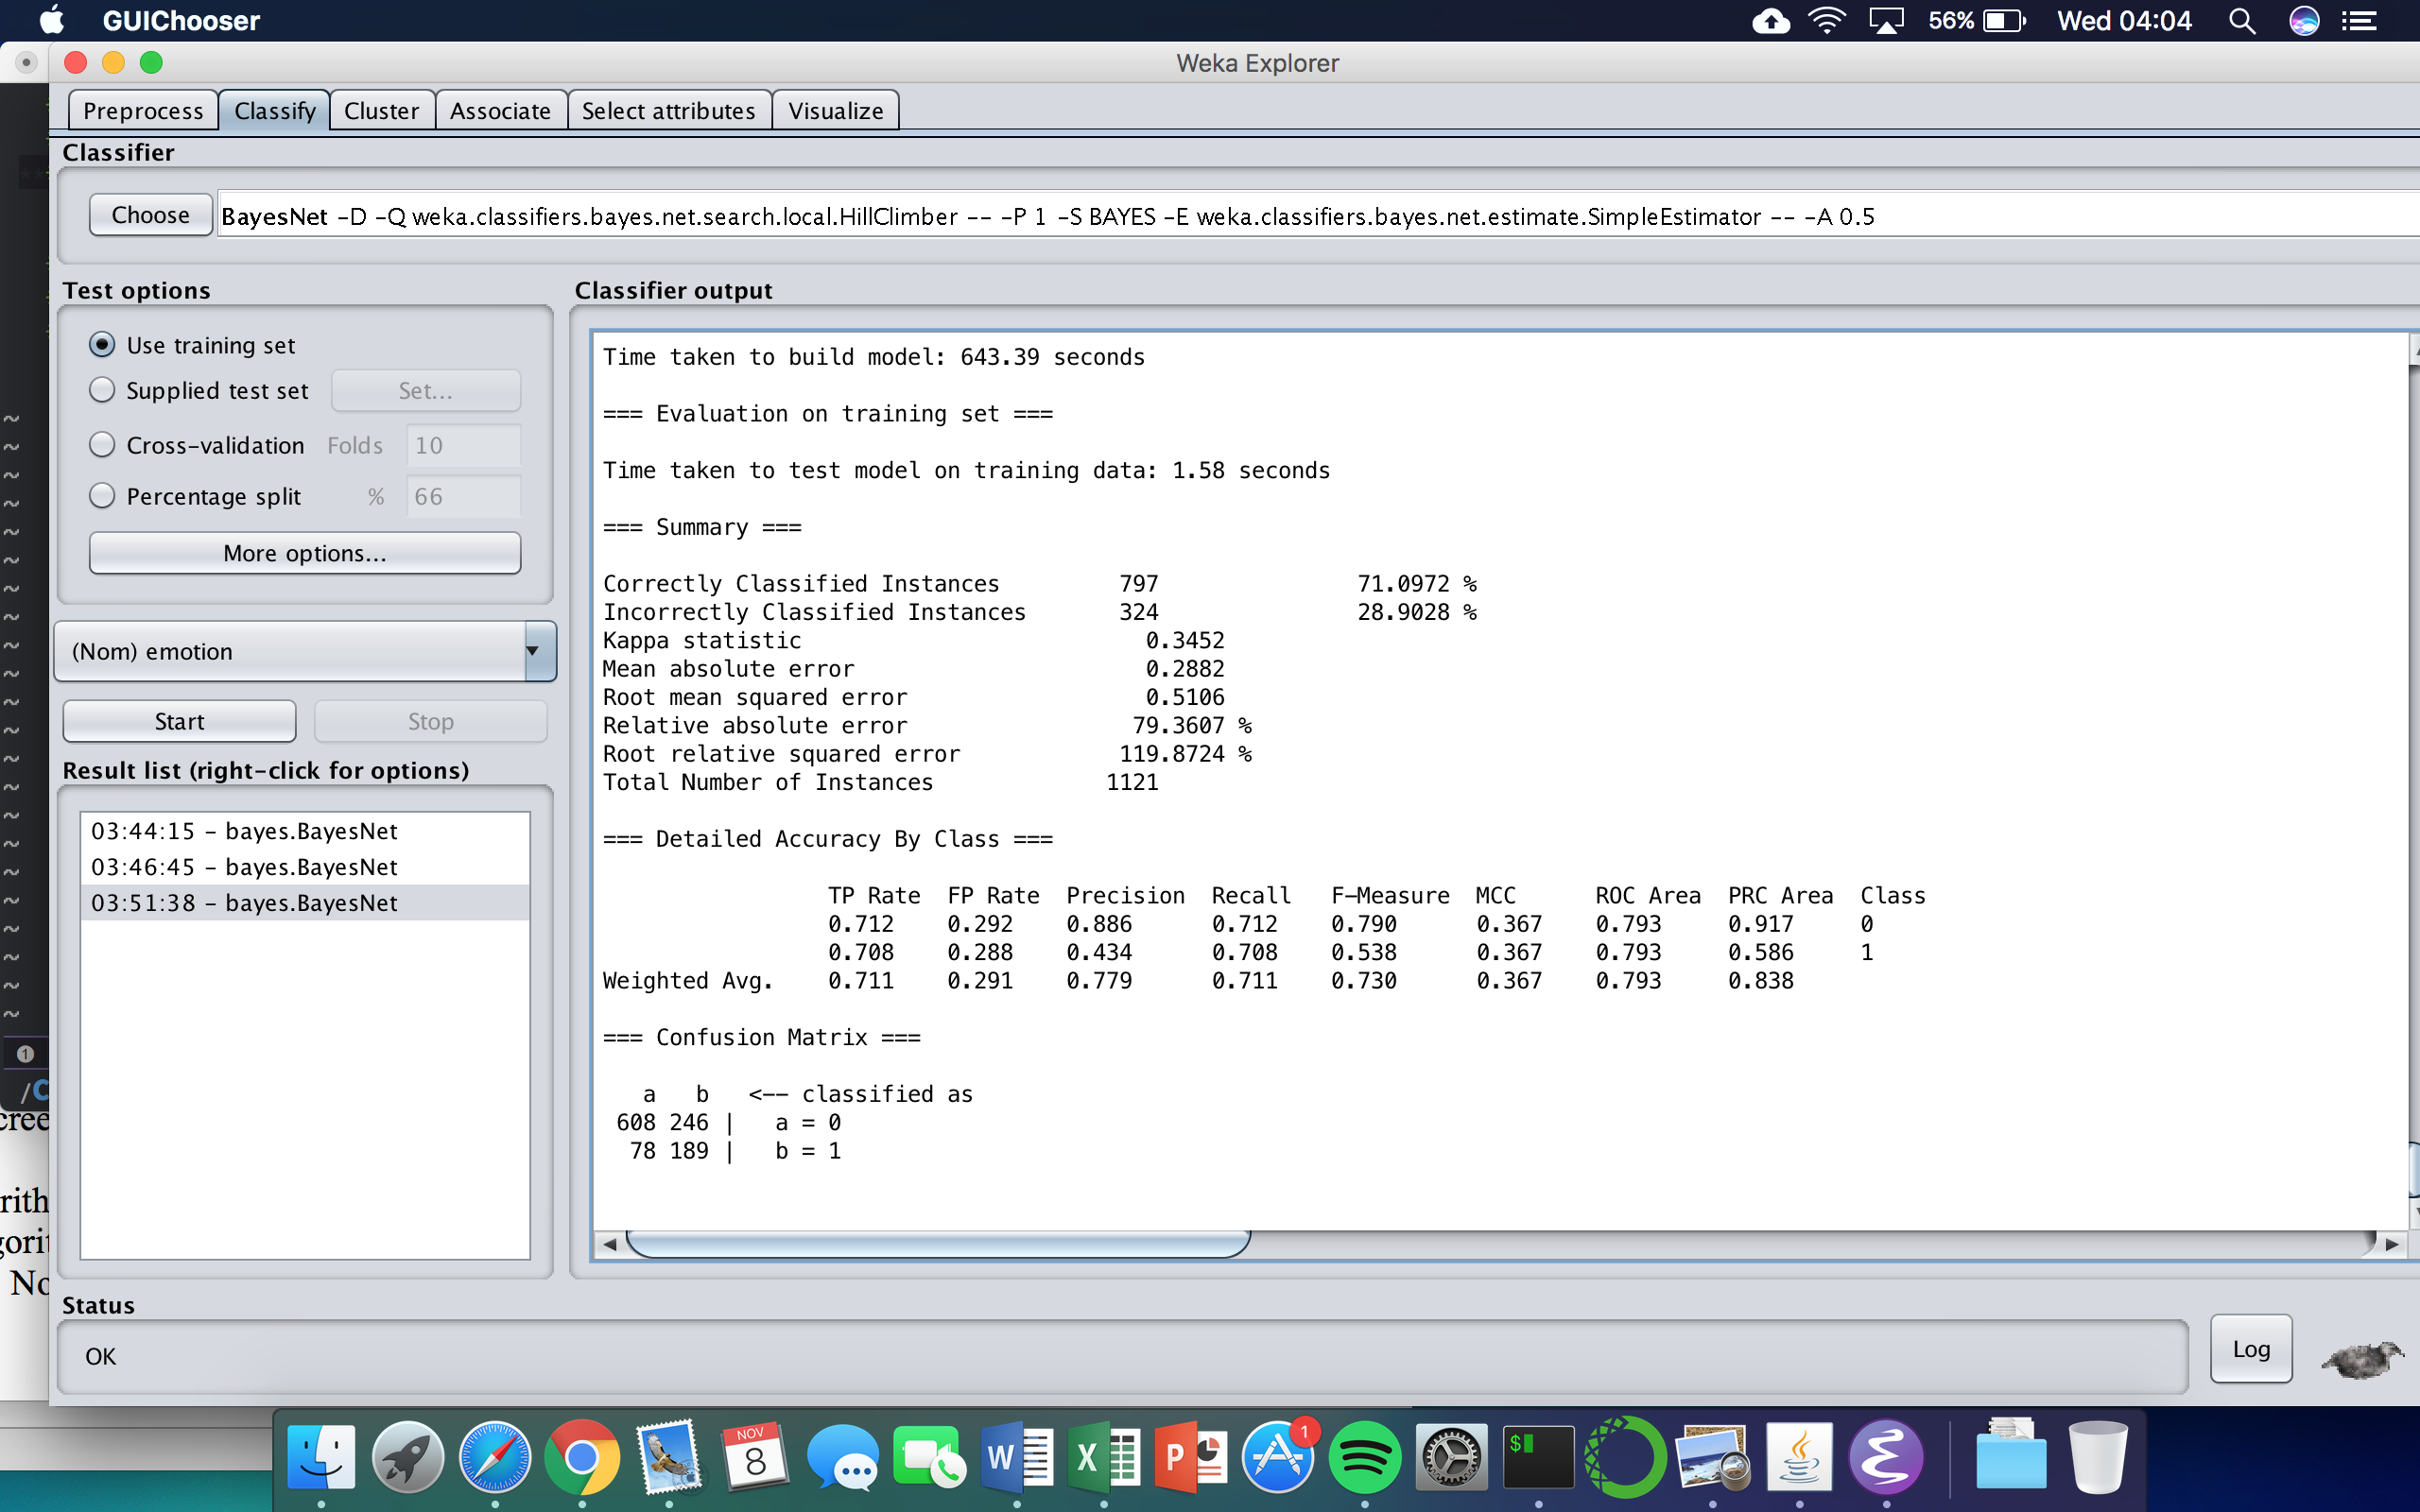 GUIChooser 56% Wed 04:04
Weka Explorer
Preprocess Classify Cluster Associate Select attributes Visualize
Classifier
Choose BayesNet -D -Q weka.classifiers.bayes.net.search.local.HillClimber -- -P 1 -S BAYES -E weka.classifiers.bayes.net.estimate.SimpleEstimator -- -A 0.5
Test options
Use training set
Supplied test set Set...
Cross-validation Folds 10
Percentage split % 66
More options...
(Nom) emotion
Start Stop
Result list (right-click for options)
03:44:15 - bayes.BayesNet
03:46:45 - bayes.BayesNet
03:51:38 - bayes.BayesNet
Classifier output
Time taken to build model: 643.39 seconds
=== Evaluation on training set ===
Time taken to test model on training data: 1.58 seconds
=== Summary ===
Correctly Classified Instances 797 71.0972 %
Incorrectly Classified Instances 324 28.9028 %
Kappa statistic 0.3452
Mean absolute error 0.2882
Root mean squared error 0.5106
Relative absolute error 79.3607 %
Root relative squared error 119.8724 %
Total Number of Instances 1121
=== Detailed Accuracy By Class ===
TP Rate FP Rate Precision Recall F-Measure MCC ROC Area PRC Area Class
0.712 0.292 0.886 0.712 0.790 0.367 0.793 0.917 0
0.708 0.288 0.434 0.708 0.538 0.367 0.793 0.586 1
Weighted Avg. 0.711 0.291 0.779 0.711 0.730 0.367 0.793 0.838
=== Confusion Matrix ===
a b <-- classified as
608 246 | a = 0
78 189 | b = 1
Status
OK
Log
/C
cree
rith
gorit
No
NOV
8
W
X
P
1
$